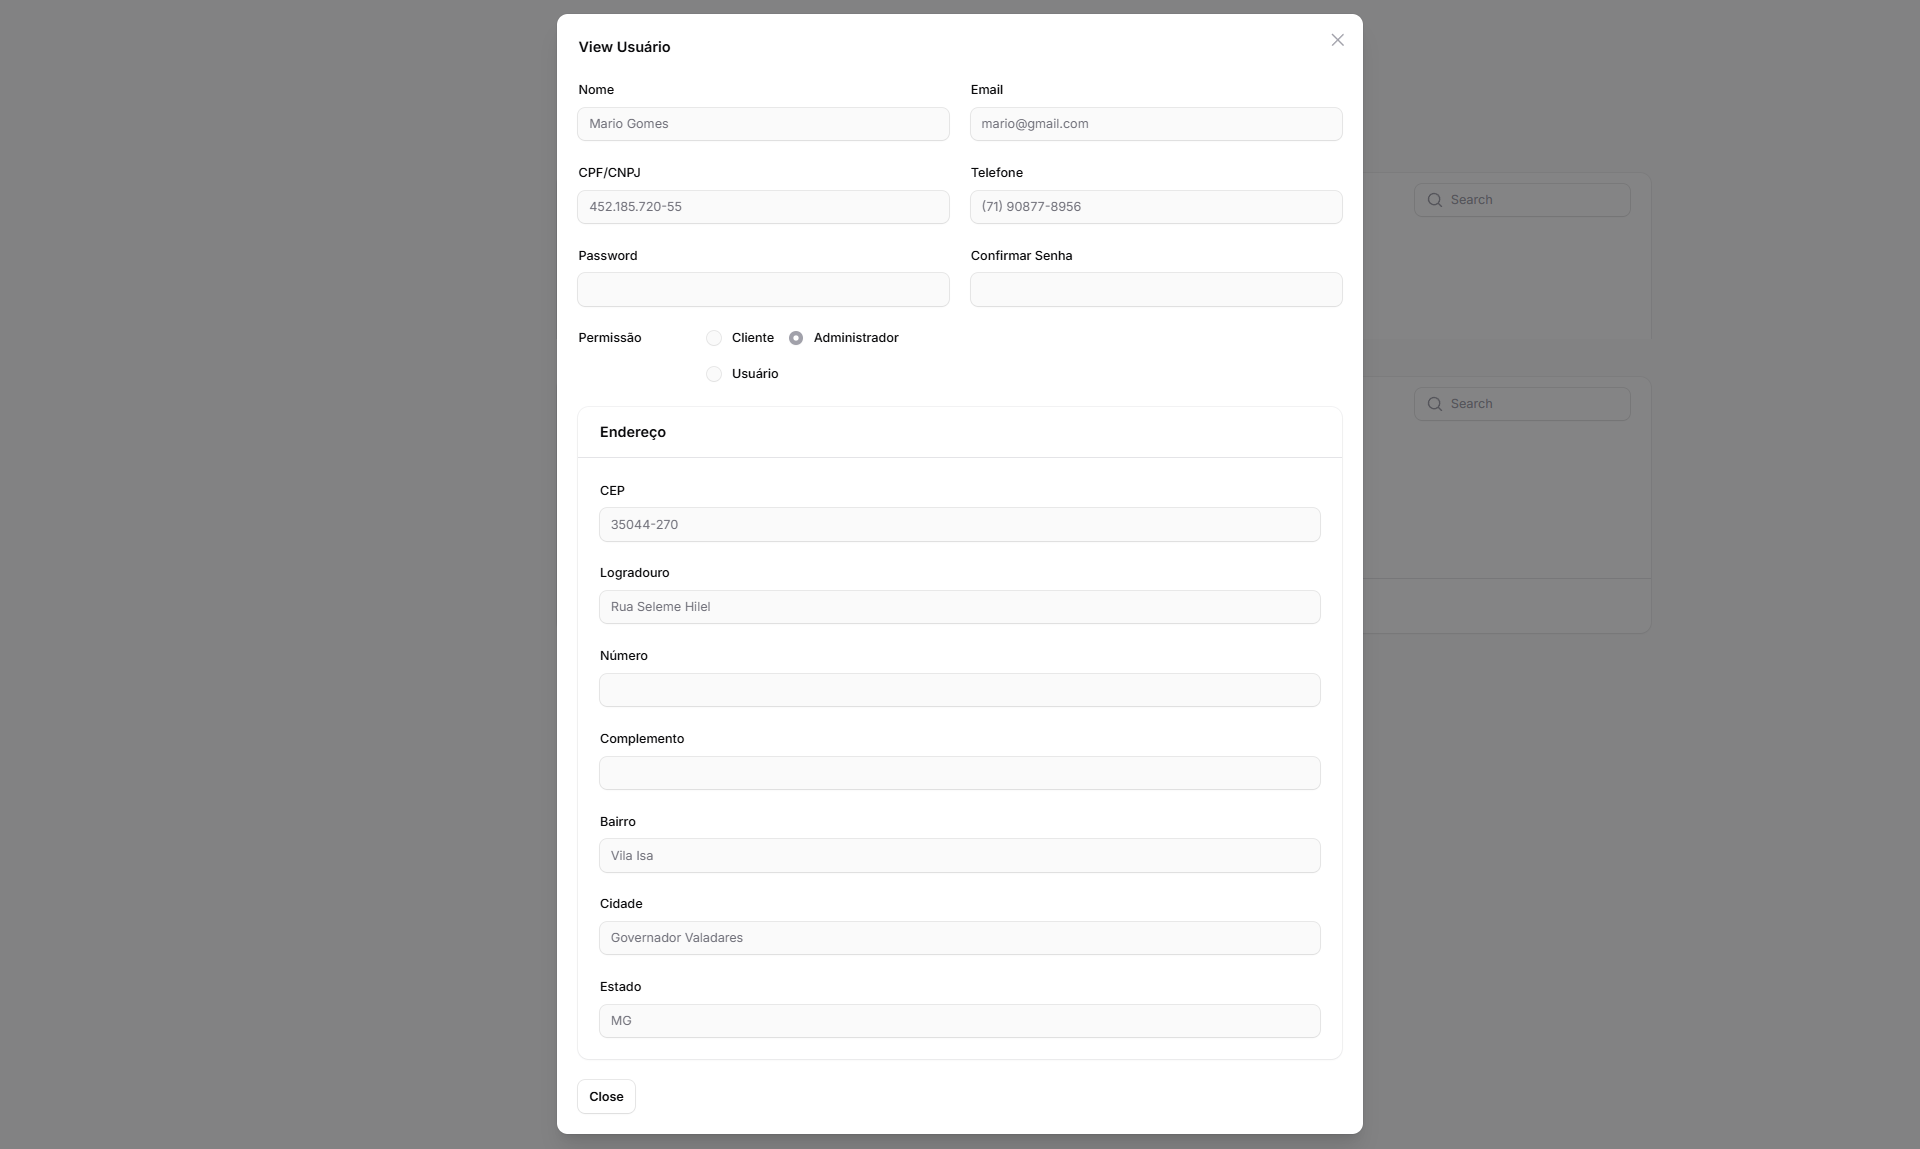 View Usuário
Nome
Email
Mario Gomes
mario@gmail.com
CPF/CNPJ
Telefone
452.185.720-55
(71) 90877-8956
Search
Password
Confirmar Senha
Permissão
Cliente
Administrador
Usuário
Search
Endereço
CEP
35044-270
Logradouro
Rua Seleme Hilel
Número
Complemento
Bairro
Vila Isa
Cidade
Governador Valadares
Estado
MG
Close